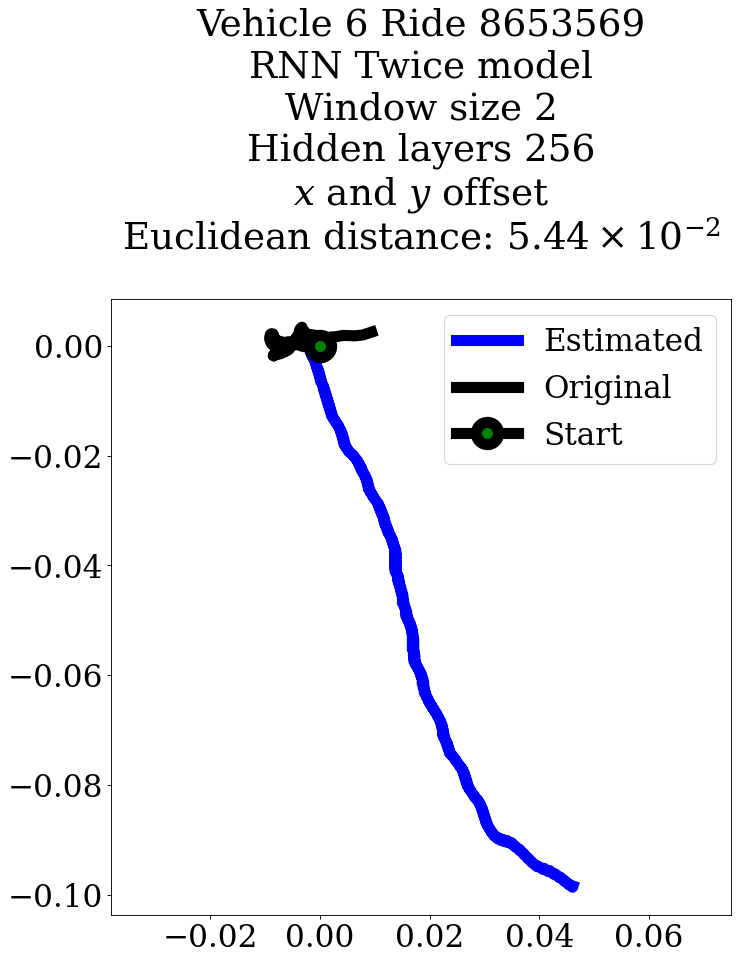 Vehicle 6 Ride 8653569
RNN Twice model
Window size 2
Hidden layers 256
x and y offset
Euclidean distance: 5.44 × 10⁻²
Estimated
Original
Start
0.00
−0.02
−0.04
−0.06
−0.08
−0.10
−0.02 0.00 0.02 0.04 0.06